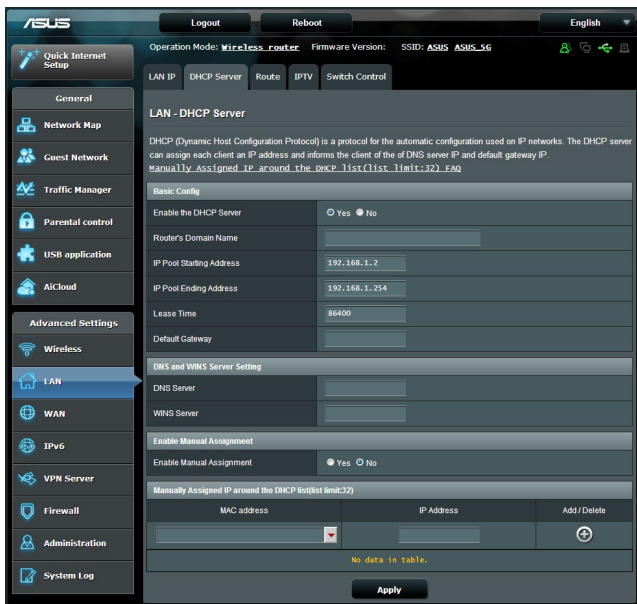 ASUS
Logout
Reboot
English
Quick Internet
Setup
Operation Mode: Wireless router Firmware Version: SSID: ASUS ASUS_5G
LAN IP
DHCP Server
Route
IPTV
Switch Control
General
Network Map
Guest Network
Traffic Manager
Parental control
USB application
AiCloud
Advanced Settings
Wireless
LAN
WAN
IPv6
VPN Server
Firewall
Administration
System Log
LAN - DHCP Server
DHCP (Dynamic Host Configuration Protocol) is a protocol for the automatic configuration used on IP networks. The DHCP server
can assign each client an IP address and informs the client of the of DNS server IP and default gateway IP.
Manually Assigned IP around the DHCP list(list limit:32) FAQ
Basic Config
Enable the DHCP Server Yes No
Router's Domain Name
IP Pool Starting Address 192.168.1.2
IP Pool Ending Address 192.168.1.254
Lease Time 86400
Default Gateway
DNS and WINS Server Setting
DNS Server
WINS Server
Enable Manual Assignment
Enable Manual Assignment Yes No
Manually Assigned IP around the DHCP list(list limit:32)
MAC address IP Address Add / Delete
No data in table.
Apply